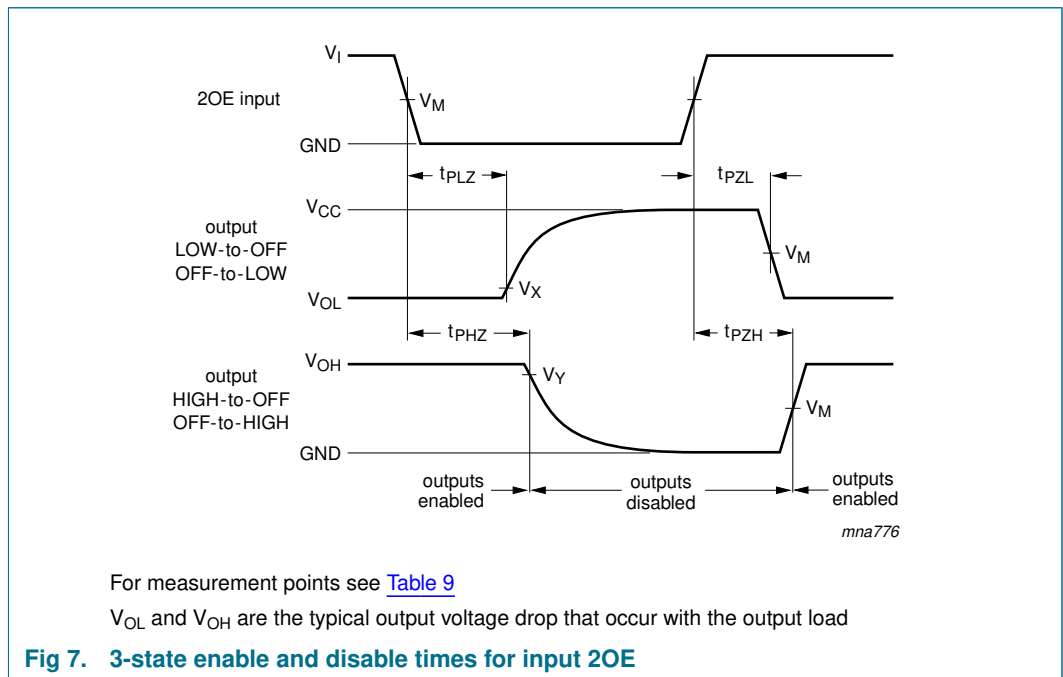 VI
2OE input
VM
GND
tPLZ
tPZL
VCC
output
LOW-to-OFF
OFF-to-LOW
VM
VX
VOL
tPHZ
tPZH
VOH
output
HIGH-to-OFF
OFF-to-HIGH
VY
VM
GND
outputs
enabled
outputs
disabled
outputs
enabled
mna776
For measurement points see Table 9
VOL and VOH are the typical output voltage drop that occur with the output load
Fig 7. 3-state enable and disable times for input 2OE